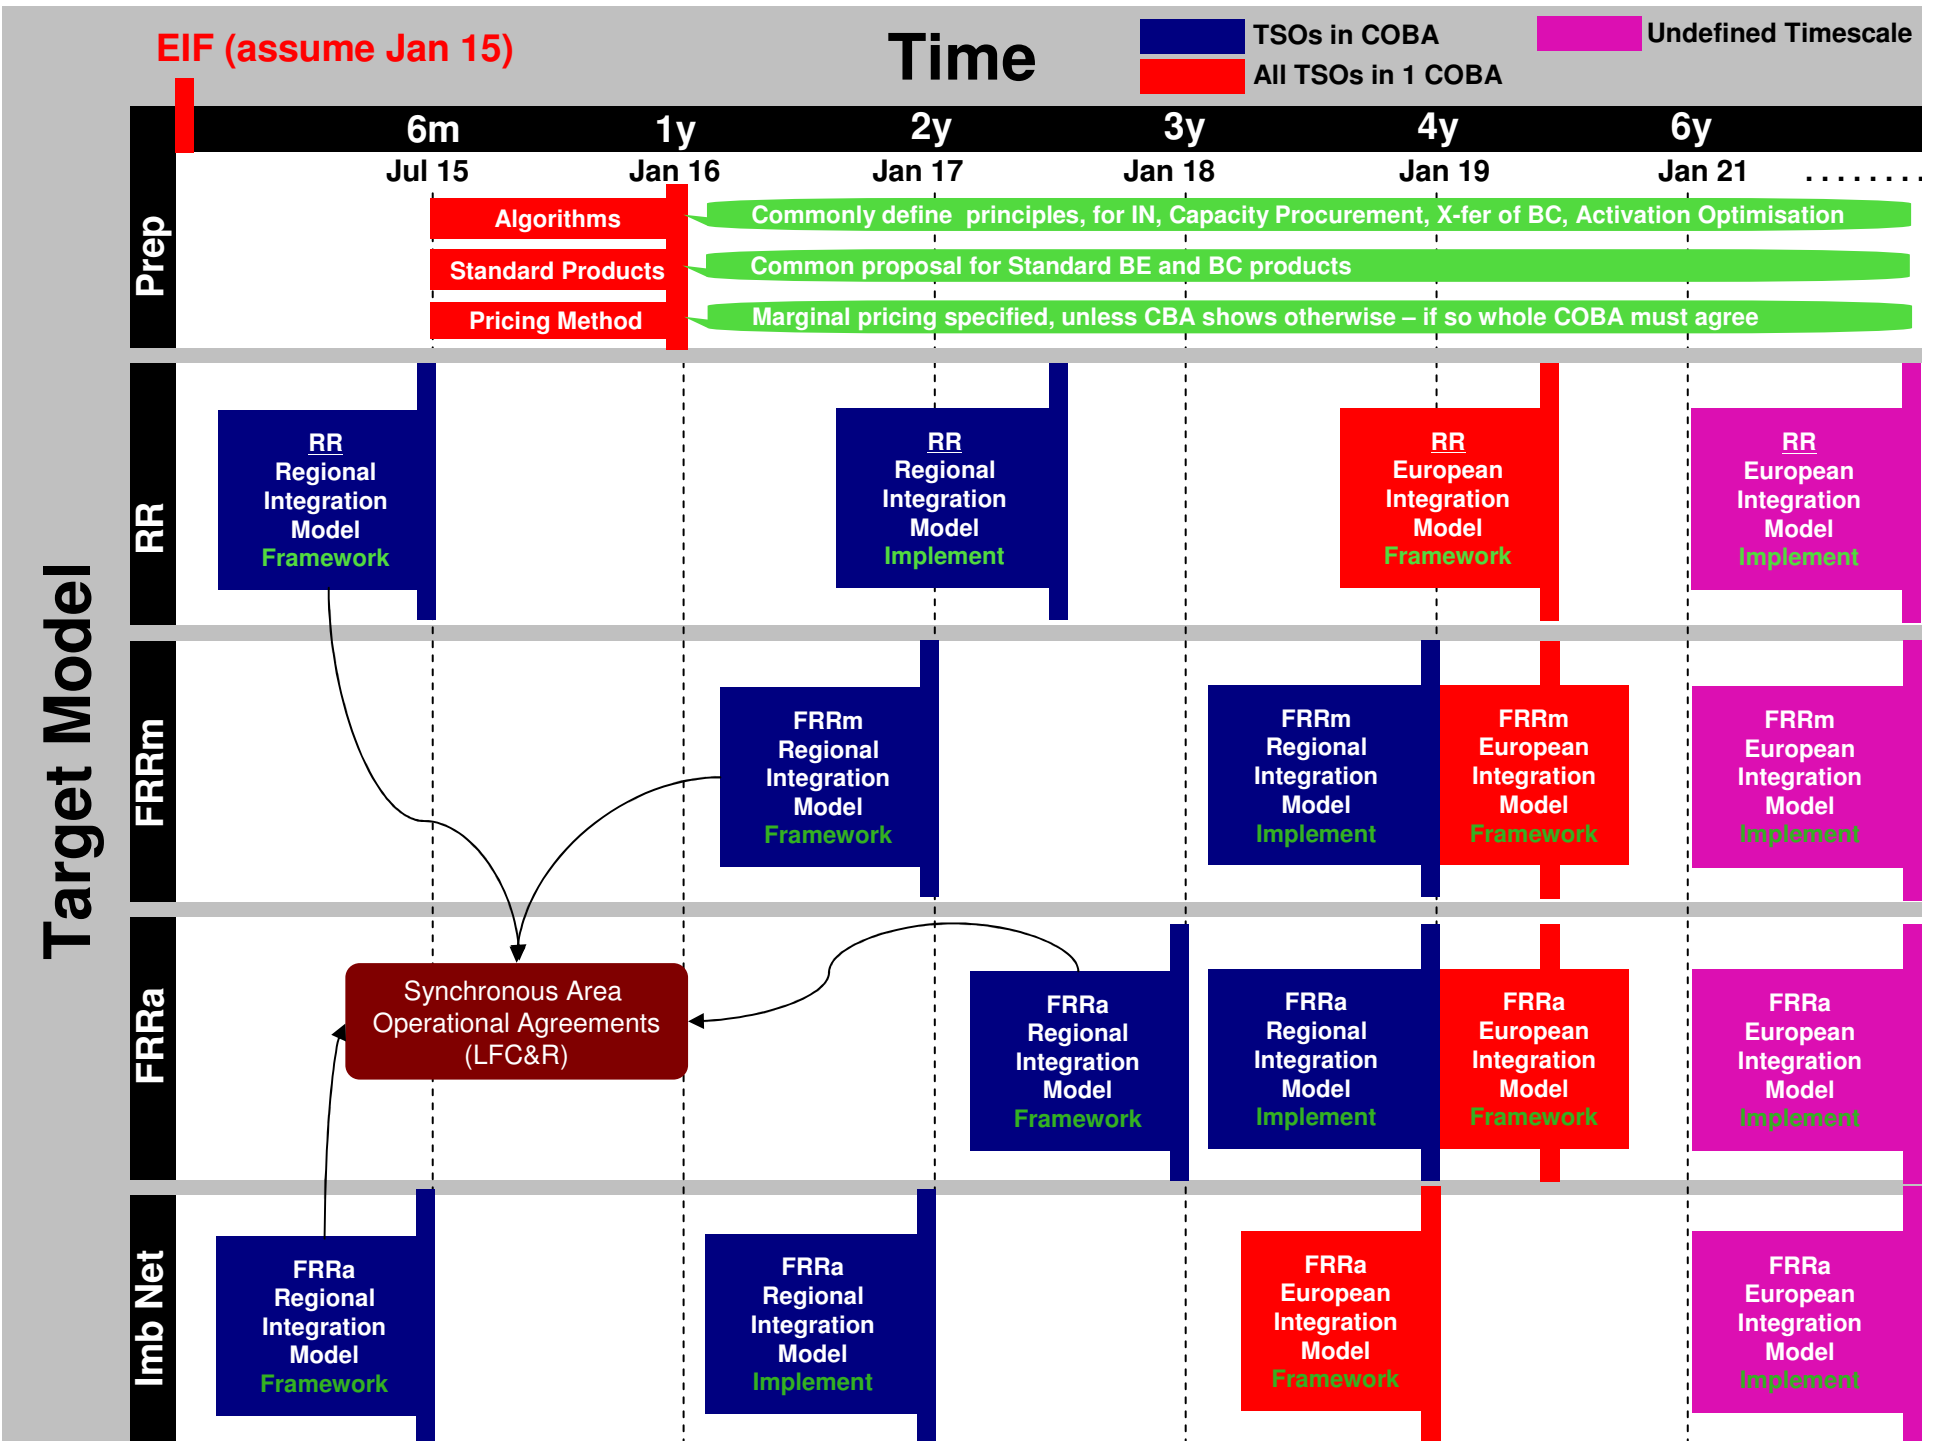 EIF (assume Jan 15)
Time
TSOs in COBA
All TSOs in 1 COBA
Undefined Timescale
6m
1y
2y
3y
4y
6y
Jul 15
Jan 16
Jan 17
Jan 18
Jan 19
Jan 21
. . . . . . . .
Target Model
Prep
Algorithms
Commonly define principles, for IN, Capacity Procurement, X-fer of BC, Activation Optimisation
Standard Products
Common proposal for Standard BE and BC products
Pricing Method
Marginal pricing specified, unless CBA shows otherwise – if so whole COBA must agree
RR
RR
Regional
Integration
Model
Framework
RR
Regional
Integration
Model
Implement
RR
European
Integration
Model
Framework
RR
European
Integration
Model
Implement
FRRm
FRRm
Regional
Integration
Model
Framework
FRRm
Regional
Integration
Model
Implement
FRRm
European
Integration
Model
Framework
FRRm
European
Integration
Model
Implement
FRRa
Synchronous Area
Operational Agreements
(LFC&R)
FRRa
Regional
Integration
Model
Framework
FRRa
Regional
Integration
Model
Implement
FRRa
European
Integration
Model
Framework
FRRa
European
Integration
Model
Implement
Imb Net
FRRa
Regional
Integration
Model
Framework
FRRa
Regional
Integration
Model
Implement
FRRa
European
Integration
Model
Framework
FRRa
European
Integration
Model
Implement